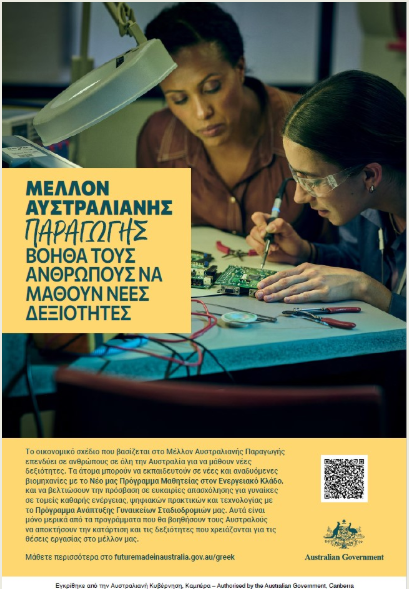 ΜΕΛΛΟΝ
ΑΥΣΤΡΑΛΙΑΝΗΣ
ΠΑΡΑΓΩΓΗΣ
ΒΟΗΘΑ ΤΟΥΣ
ΑΝΘΡΩΠΟΥΣ ΝΑ
ΜΑΘΟΥΝ ΝΕΕΣ
ΔΕΞΙΟΤΗΤΕΣ
Το οικονομικό σχέδιο που βασίζεται στο Μέλλον Αυστραλιανής Παραγωγής
επενδύει σε ανθρώπους σε όλη την Αυστραλία για να μάθουν νέες
δεξιότητες. Τα άτομα μπορούν να εκπαιδευτούν σε νέες και αναδυόμενες
βιομηχανίες με το Νέο μας Πρόγραμμα Μαθητείας στον Ενεργειακό Κλάδο,
και να βελτιώσουν την πρόσβαση σε ευκαιρίες απασχόλησης για γυναίκες
σε τομείς καθαρής ενέργειας, ψηφιακών πρακτικών και τεχνολογίας με
το Πρόγραμμα Ανάπτυξης Γυναικείων Σταδιοδρομιών μας. Αυτά είναι
μόνο μερικά από τα προγράμματα που θα βοηθήσουν τους Αυστραλούς
να αποκτήσουν την κατάρτιση και τις δεξιότητες που χρειάζονται για τις
θέσεις εργασίας στο μέλλον μας.
Μάθετε περισσότερα στο futuremadeinaustralia.gov.au/greek
Australian Government
Εγκρίθηκε από την Αυστραλιανή Κυβέρνηση, Καμπέρα – Authorised by the Australian Government, Canberra